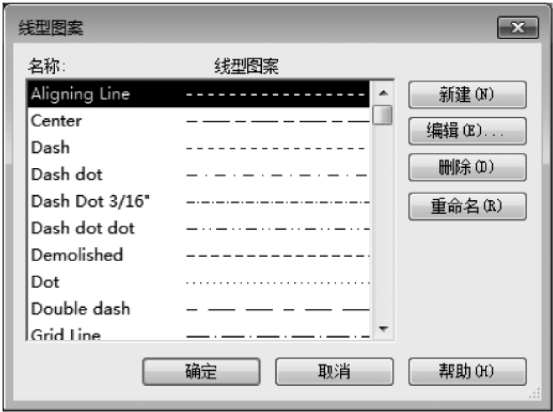 线型图案
名称: 线型图案
Aligning Line
Center
Dash
Dash dot
Dash Dot 3/16"
Dash dot dot
Demolished
Dot
Double dash
Grid Line
新建(N)
编辑(E)...
删除(D)
重命名(R)
确定 取消 帮助(H)